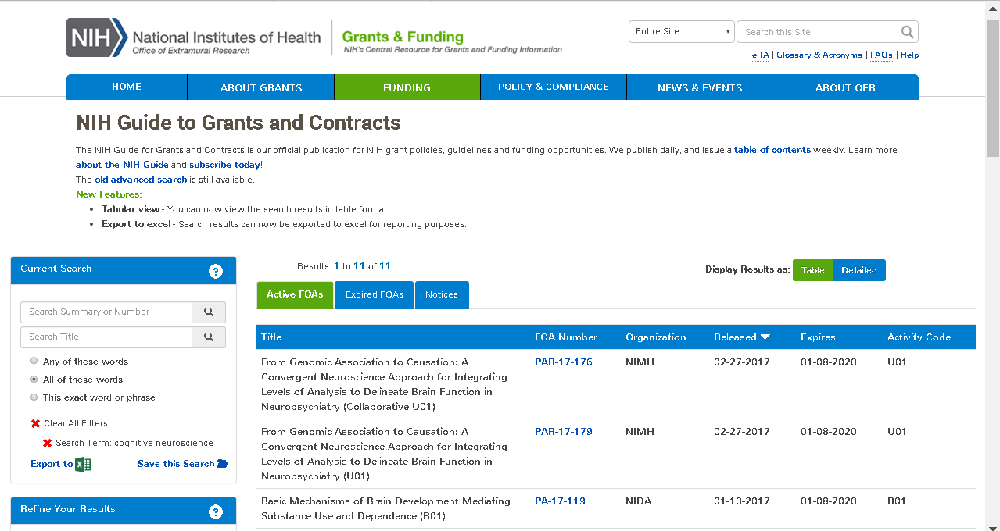 NIH National Institutes of Health
Office of Extramural Research
Grants & Funding
NIH's Central Resource for Grants and Funding Information
Entire Site
Search this Site
eRA | Glossary & Acronyms | FAQs | Help
HOME ABOUT GRANTS FUNDING POLICY & COMPLIANCE NEWS & EVENTS ABOUT OER
NIH Guide to Grants and Contracts
The NIH Guide for Grants and Contracts is our official publication for NIH grant policies, guidelines and funding opportunities. We publish daily, and issue a table of contents weekly. Learn more
about the NIH Guide and subscribe today!
The old advanced search is still avaliable.
New Features:
• Tabular view - You can now view the search results in table format.
• Export to excel - Search results can now be exported to excel for reporting purposes.
Current Search ?
Search Summary or Number
Search Title
Any of these words
All of these words
This exact word or phrase
Clear All Filters
Search Term: cognitive neuroscience
Export to Save this Search
Refine Your Results ?
Results: 1 to 11 of 11
Display Results as: Table Detailed
Active FOAs Expired FOAs Notices
Title FOA Number Organization Released Expires Activity Code
From Genomic Association to Causation: A PAR-17-176 NIMH 02-27-2017 01-08-2020 U01
Convergent Neuroscience Approach for Integrating
Levels of Analysis to Delineate Brain Function in
Neuropsychiatry (Collaborative U01)
From Genomic Association to Causation: A PAR-17-179 NIMH 02-27-2017 01-08-2020 U01
Convergent Neuroscience Approach for Integrating
Levels of Analysis to Delineate Brain Function in
Neuropsychiatry (U01)
Basic Mechanisms of Brain Development Mediating PA-17-119 NIDA 01-10-2017 01-08-2020 R01
Substance Use and Dependence (R01)